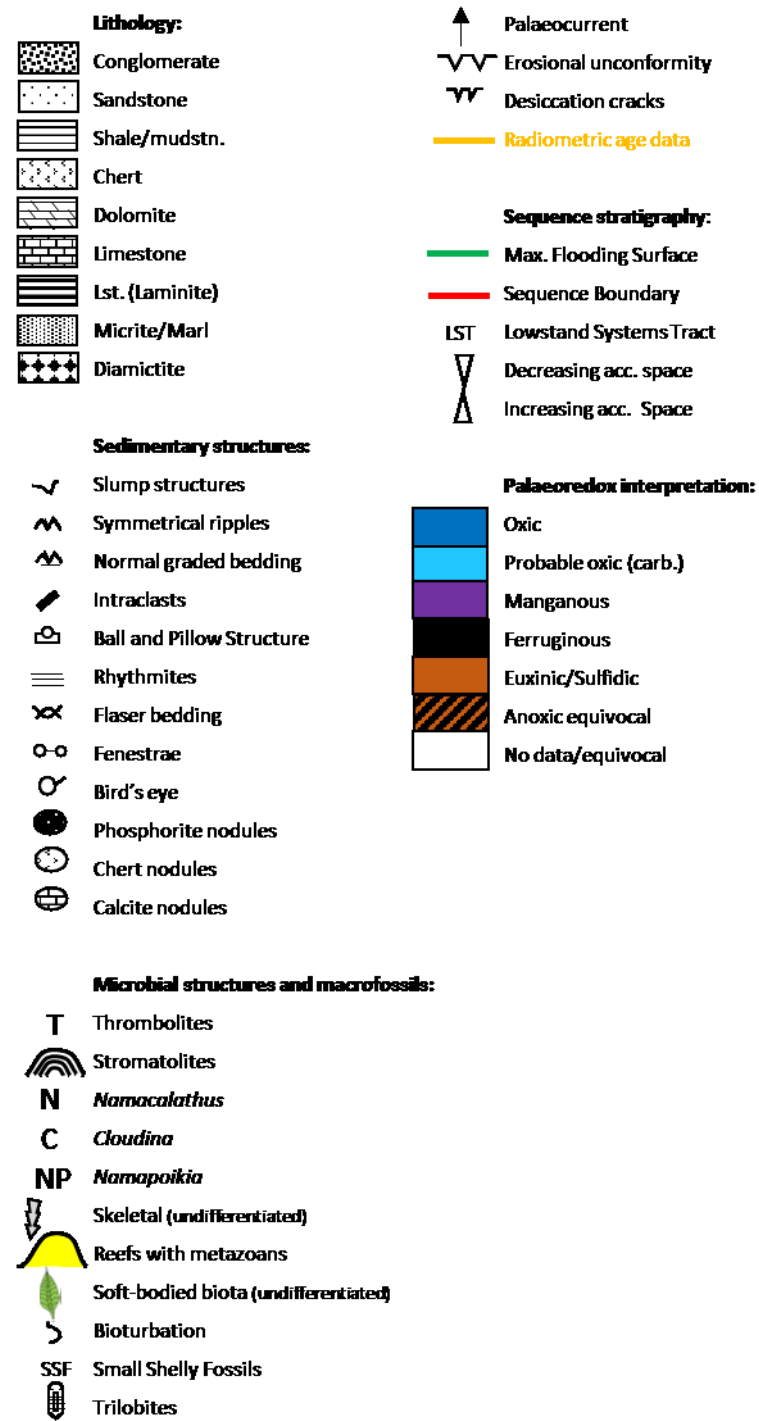 Lithology:
Conglomerate
Sandstone
Shale/mudstn.
Chert
Dolomite
Limestone
Lst. (Laminite)
Micrite/Marl
Diamictite
Sedimentary structures:
Slump structures
Symmetrical ripples
Normal graded bedding
Intraclasts
Ball and Pillow Structure
Rhythmites
Flaser bedding
Fenestrae
Bird's eye
Phosphorite nodules
Chert nodules
Calcite nodules
Microbial structures and macrofossils:
T Thrombolites
Stromatolites
N Namacalathus
C Cloudina
NP Namapoikia
Skeletal (undifferentiated)
Reefs with metazoans
Soft-bodied biota (undifferentiated)
Bioturbation
SSF Small Shelly Fossils
Trilobites
Palaeocurrent
Erosional unconformity
Desiccation cracks
Radiometric age data
Sequence stratigraphy:
Max. Flooding Surface
Sequence Boundary
LST Lowstand Systems Tract
Decreasing acc. space
Increasing acc. Space
Palaeoredox interpretation:
Oxic
Probable oxic (carb.)
Manganous
Ferruginous
Euxinic/Sulfidic
Anoxic equivocal
No data/equivocal